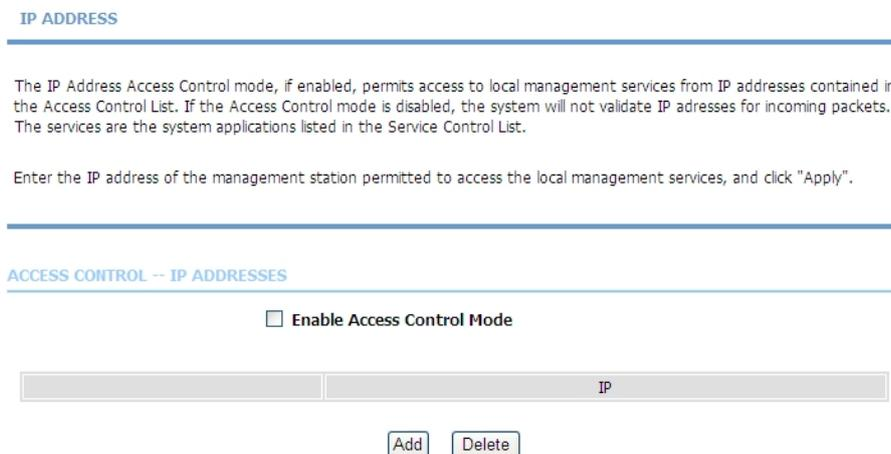 IP ADDRESS
The IP Address Access Control mode, if enabled, permits access to local management services from IP addresses contained in
the Access Control List. If the Access Control mode is disabled, the system will not validate IP adresses for incoming packets.
The services are the system applications listed in the Service Control List.
Enter the IP address of the management station permitted to access the local management services, and click "Apply".
ACCESS CONTROL -- IP ADDRESSES
Enable Access Control Mode
IP
Add Delete